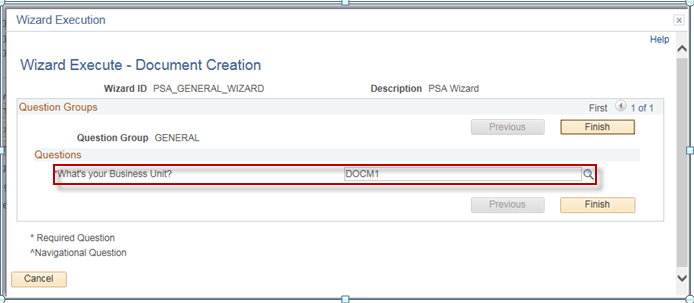 Wizard Execution
Help
Wizard Execute - Document Creation
Wizard ID PSA_GENERAL_WIZARD Description PSA Wizard
Question Groups First 1 of 1
Previous Finish
Question Group GENERAL
Questions
*What's your Business Unit? DOCM1
Previous Finish
* Required Question
^Navigational Question
Cancel